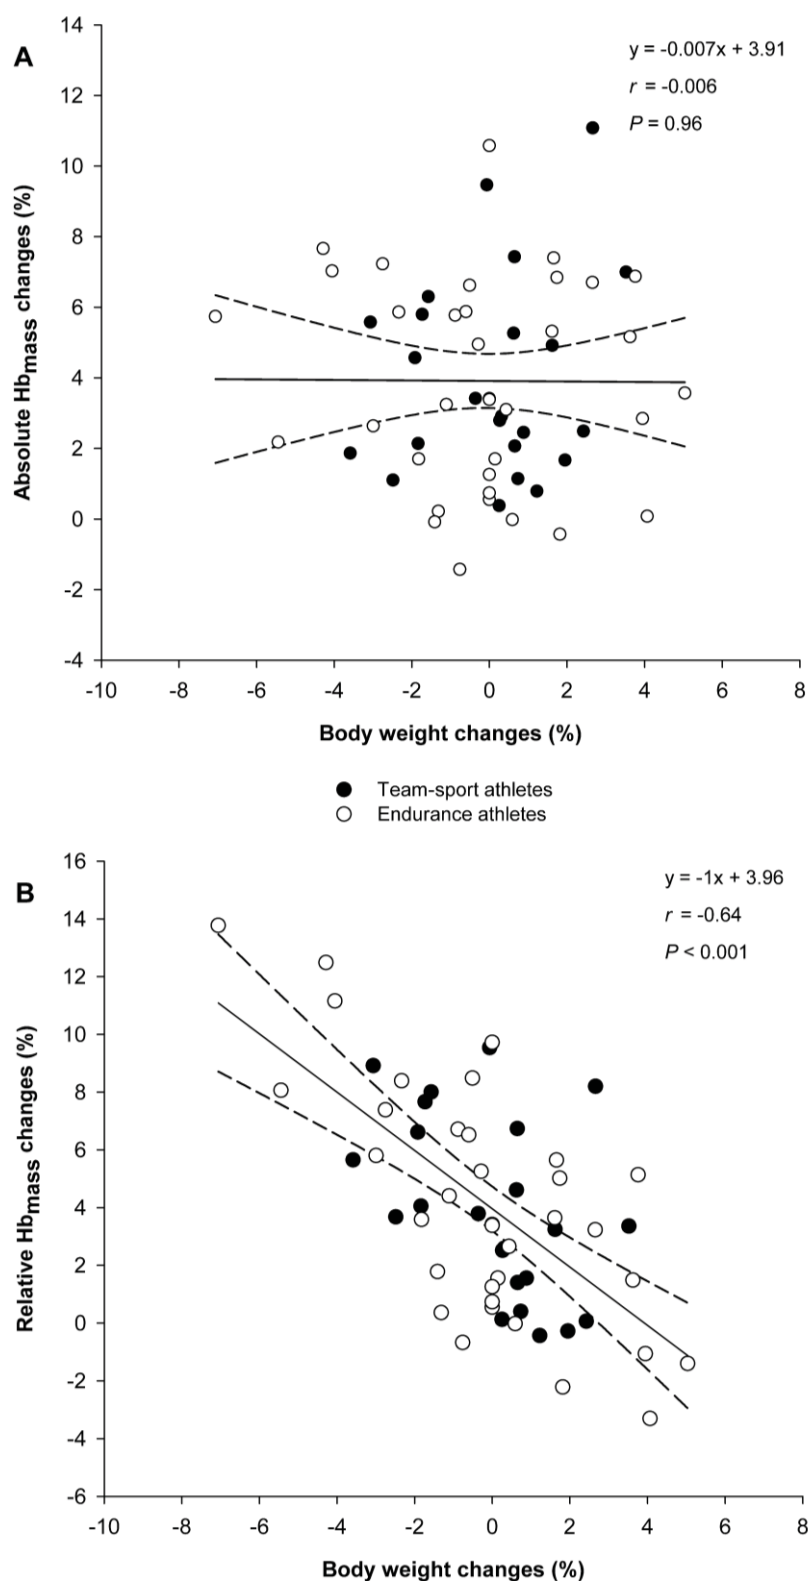 A
y = -0.007x + 3.91
r = -0.006
P = 0.96
Absolute Hbmass changes (%)
14
12
10
8
6
4
2
0
-2
-4
-10 -8 -6 -4 -2 0 2 4 6 8
Body weight changes (%)
Team-sport athletes
Endurance athletes
B
y = -1x + 3.96
r = -0.64
P < 0.001
Relative Hbmass changes (%)
16
14
12
10
8
6
4
2
0
-2
-4
-6
-10 -8 -6 -4 -2 0 2 4 6 8
Body weight changes (%)